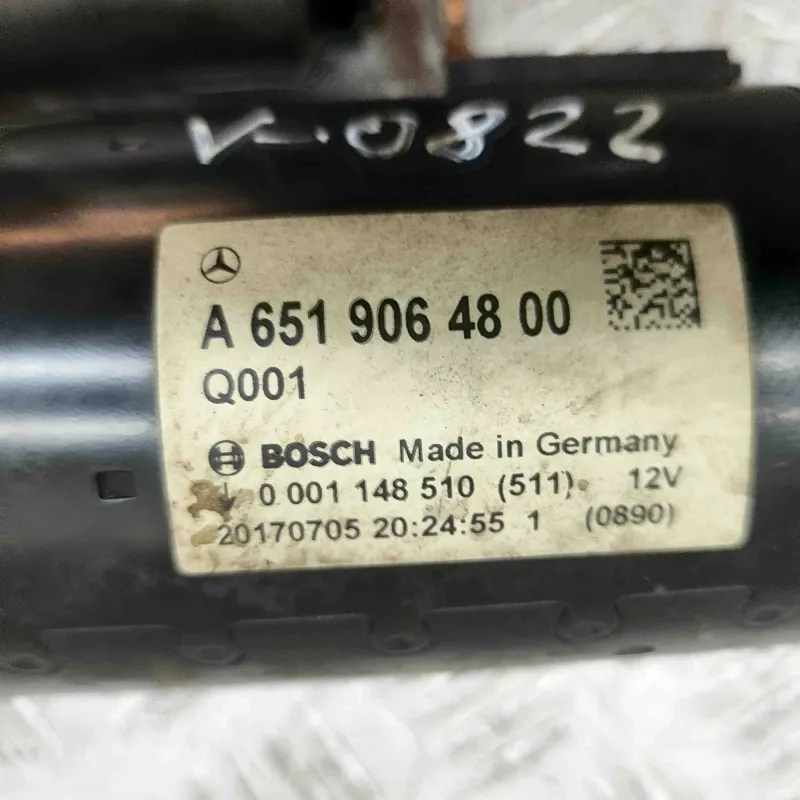 V-0822
A 651 906 48 00
Q001
BOSCH Made in Germany
0 001 148 510 (511) 12V
20170705 20:24:55 1 (0890)